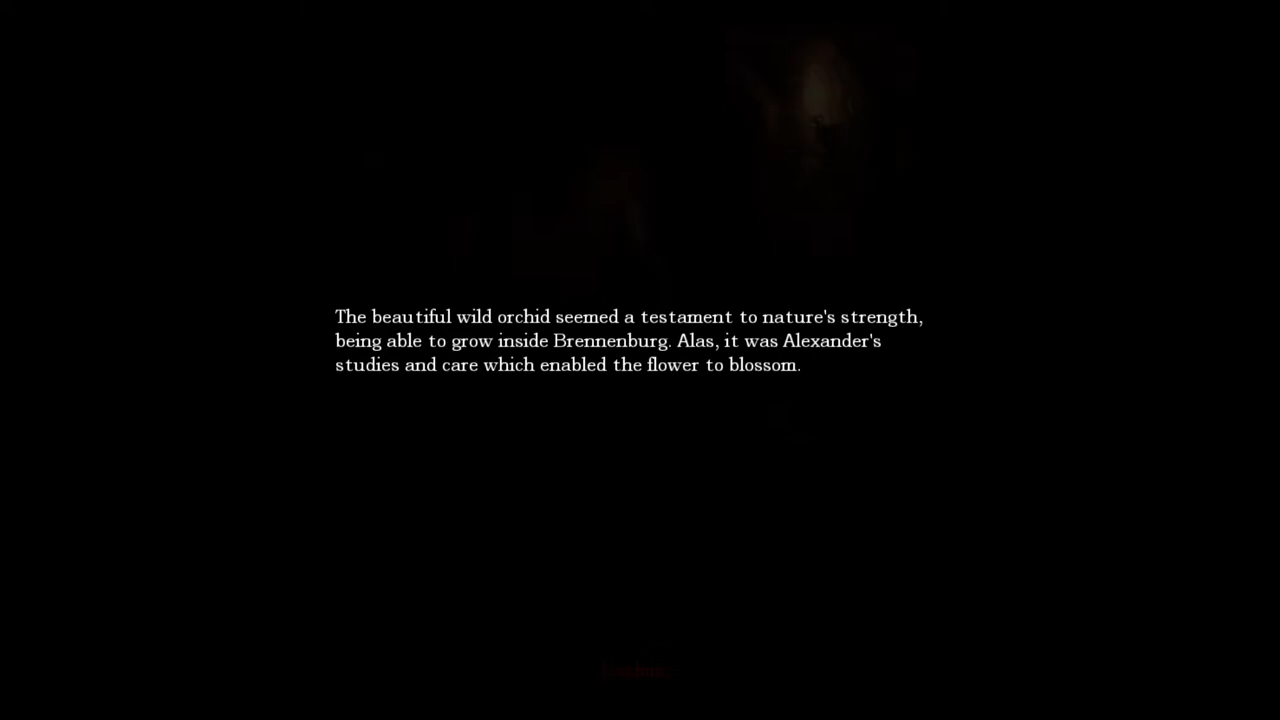 The beautiful wild orchid seemed a testament to nature's strength,
being able to grow inside Brennenburg. Alas, it was Alexander's
studies and care which enabled the flower to blossom.